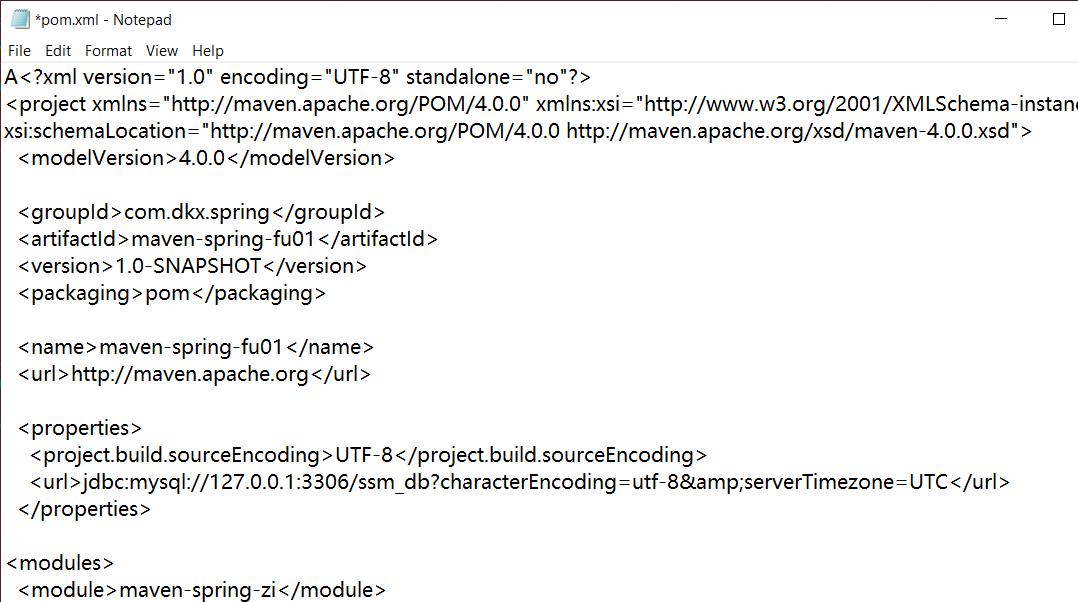 *pom.xml - Notepad
File Edit Format View Help
A<?xml version="1.0" encoding="UTF-8" standalone="no"?>
<project xmlns="http://maven.apache.org/POM/4.0.0" xmlns:xsi="http://www.w3.org/2001/XMLSchema-instan
xsi:schemaLocation="http://maven.apache.org/POM/4.0.0 http://maven.apache.org/xsd/maven-4.0.0.xsd">
<modelVersion>4.0.0</modelVersion>
<groupId>com.dkx.spring</groupId>
<artifactId>maven-spring-fu01</artifactId>
<version>1.0-SNAPSHOT</version>
<packaging>pom</packaging>
<name>maven-spring-fu01</name>
<url>http://maven.apache.org</url>
<properties>
<project.build.sourceEncoding>UTF-8</project.build.sourceEncoding>
<url>jdbc:mysql://127.0.0.1:3306/ssm_db?characterEncoding=utf-8&amp;serverTimezone=UTC</url>
</properties>
<modules>
<module>maven-spring-zi</module>